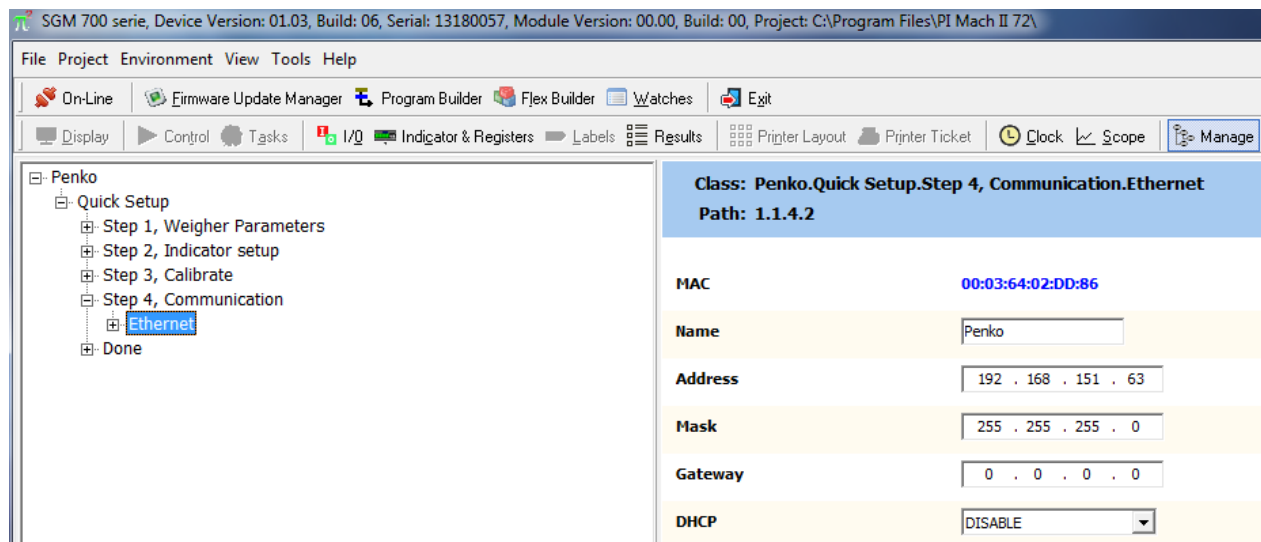 SGM 700 serie, Device Version: 01.03, Build: 06, Serial: 13180057, Module Version: 00.00, Build: 00, Project: C:\Program Files\PI Mach II 72\
File Project Environment View Tools Help
On-Line Firmware Update Manager Program Builder Flex Builder Watches Exit
Display Control Tasks I/O Indicator & Registers Labels Results Printer Layout Printer Ticket Clock Scope Manage
Penko
Quick Setup
Step 1, Weigher Parameters
Step 2, Indicator setup
Step 3, Calibrate
Step 4, Communication
Ethernet
Done
Class: Penko.Quick Setup.Step 4, Communication.Ethernet
Path: 1.1.4.2
MAC 00:03:64:02:DD:86
Name Penko
Address 192 . 168 . 151 . 63
Mask 255 . 255 . 255 . 0
Gateway 0 . 0 . 0 . 0
DHCP DISABLE